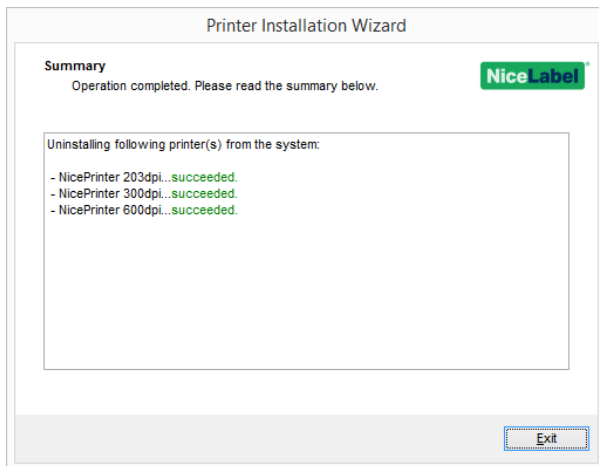 Printer Installation Wizard
Summary
Operation completed. Please read the summary below.
NiceLabel®
Uninstalling following printer(s) from the system:
- NicePrinter 203dpi...succeeded.
- NicePrinter 300dpi...succeeded.
- NicePrinter 600dpi...succeeded.
Exit